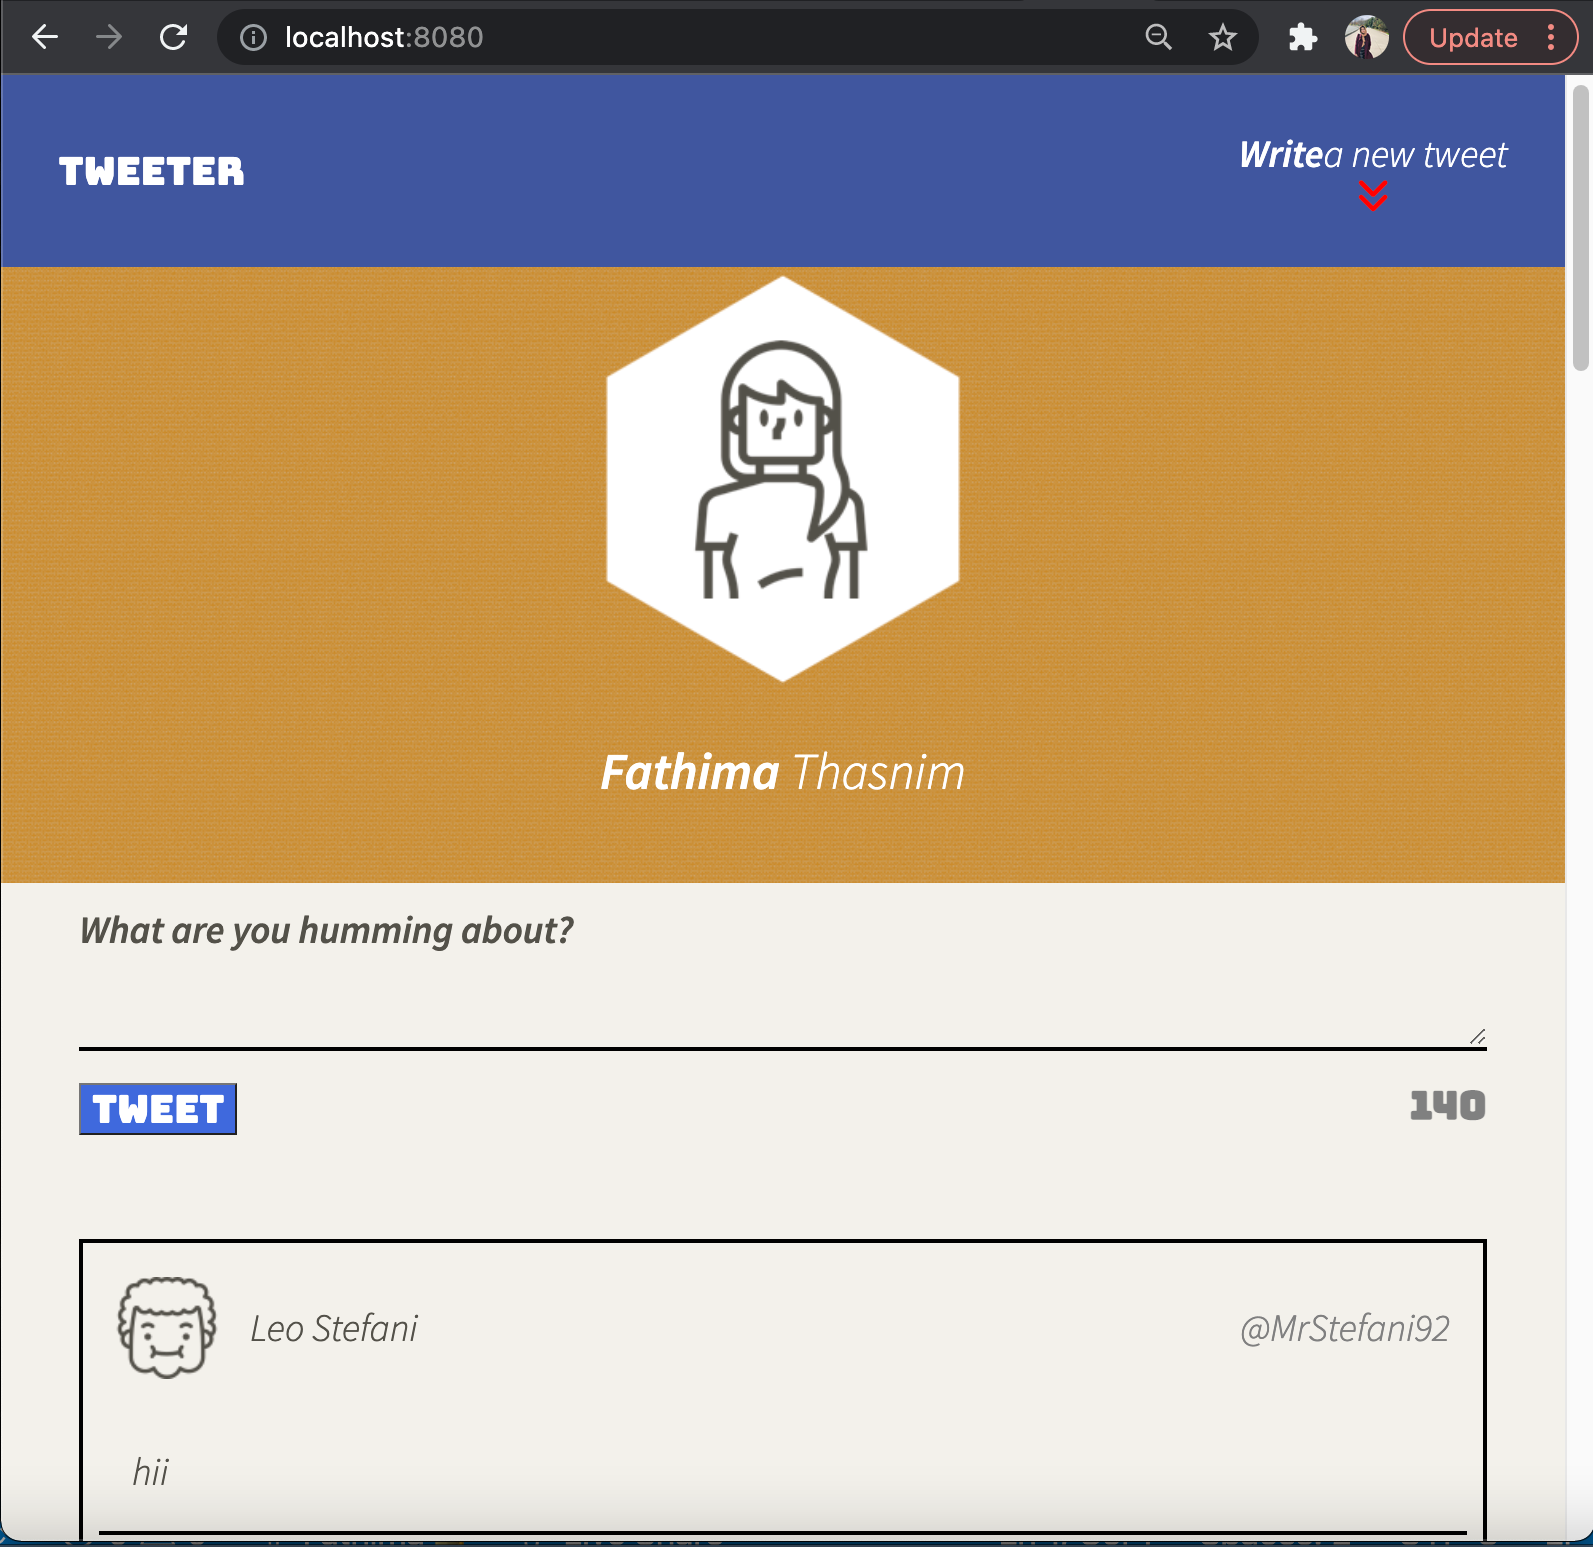 localhost:8080
Update
TWEETER
Writea new tweet
Fathima Thasnim
What are you humming about?
TWEET
140
Leo Stefani
@MrStefani92
hii